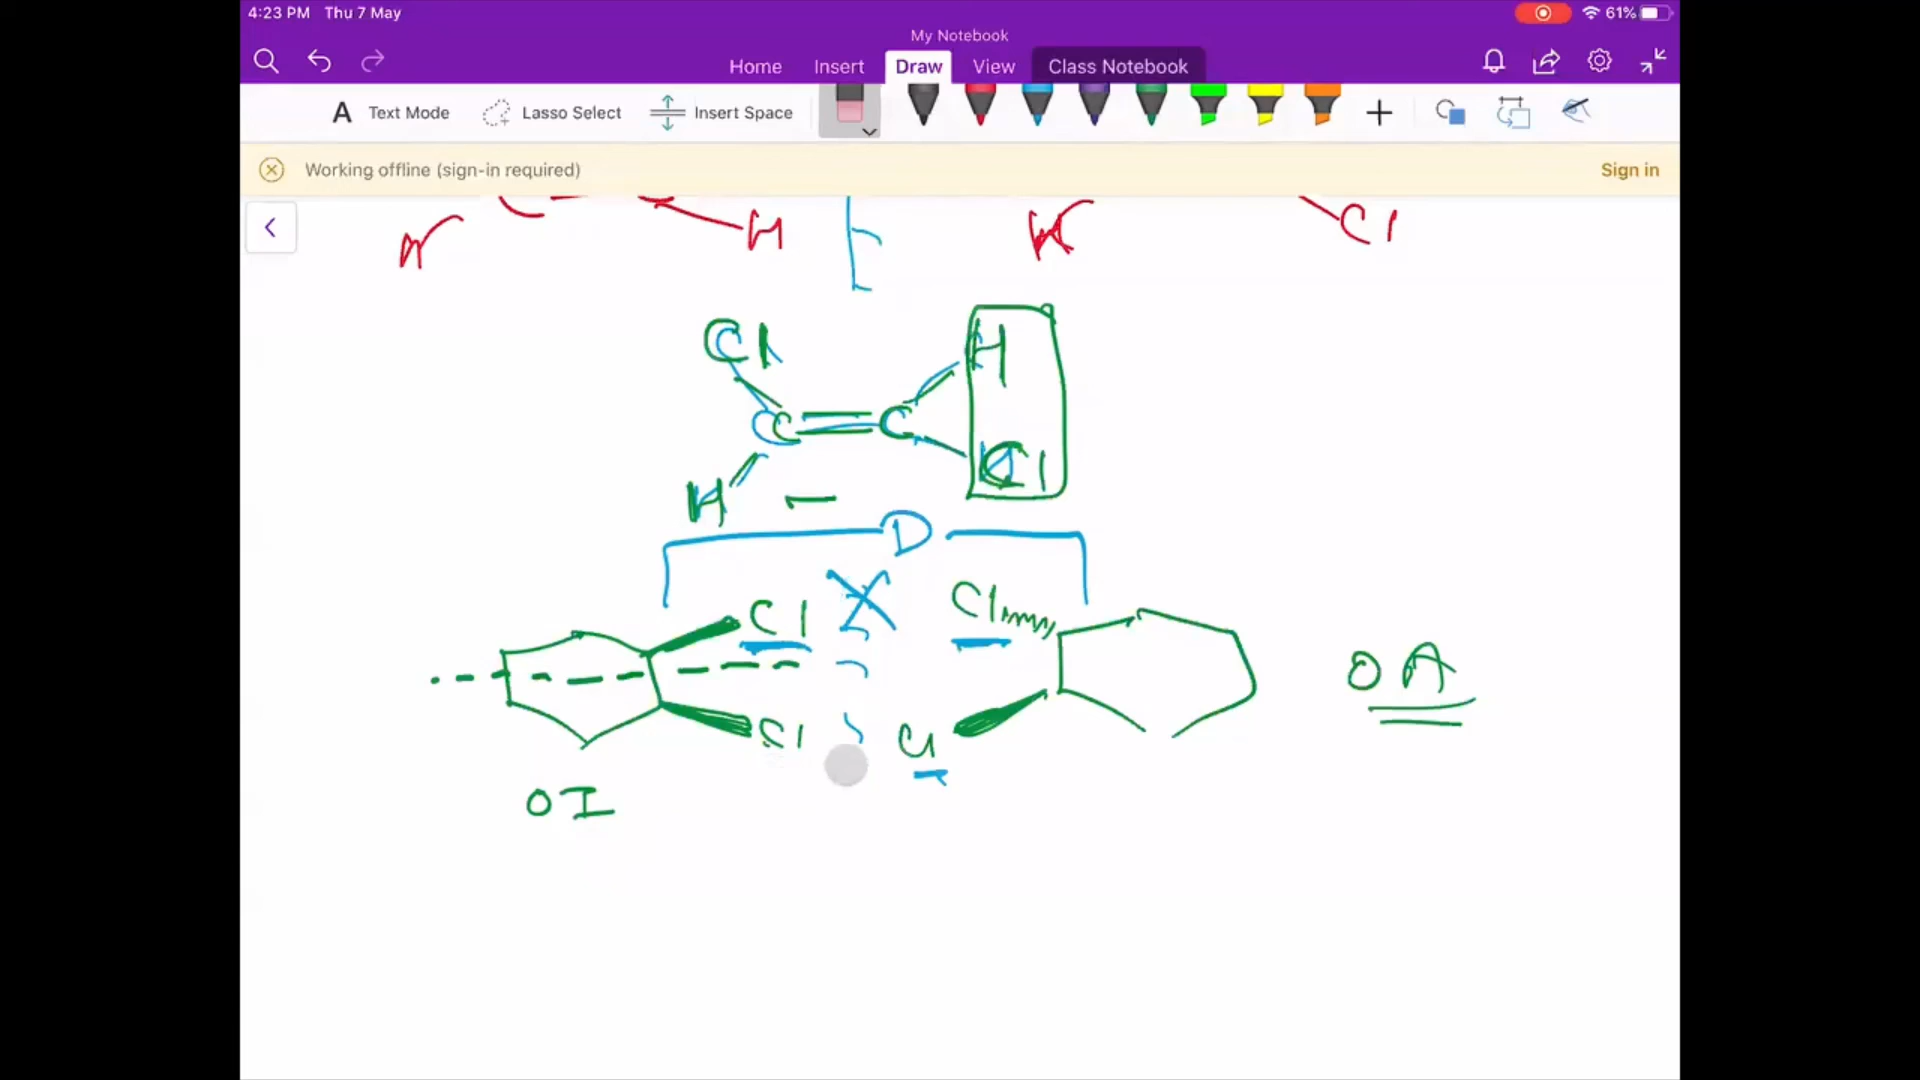 4:23 PM Thu 7 May 61%
My Notebook
Home Insert Draw View Class Notebook
A Text Mode Lasso Select Insert Space
Working offline (sign-in required) Sign in
H Cl
Cl H
C C
H Cl
D
Cl Cl
OA
Cl Cl
OI